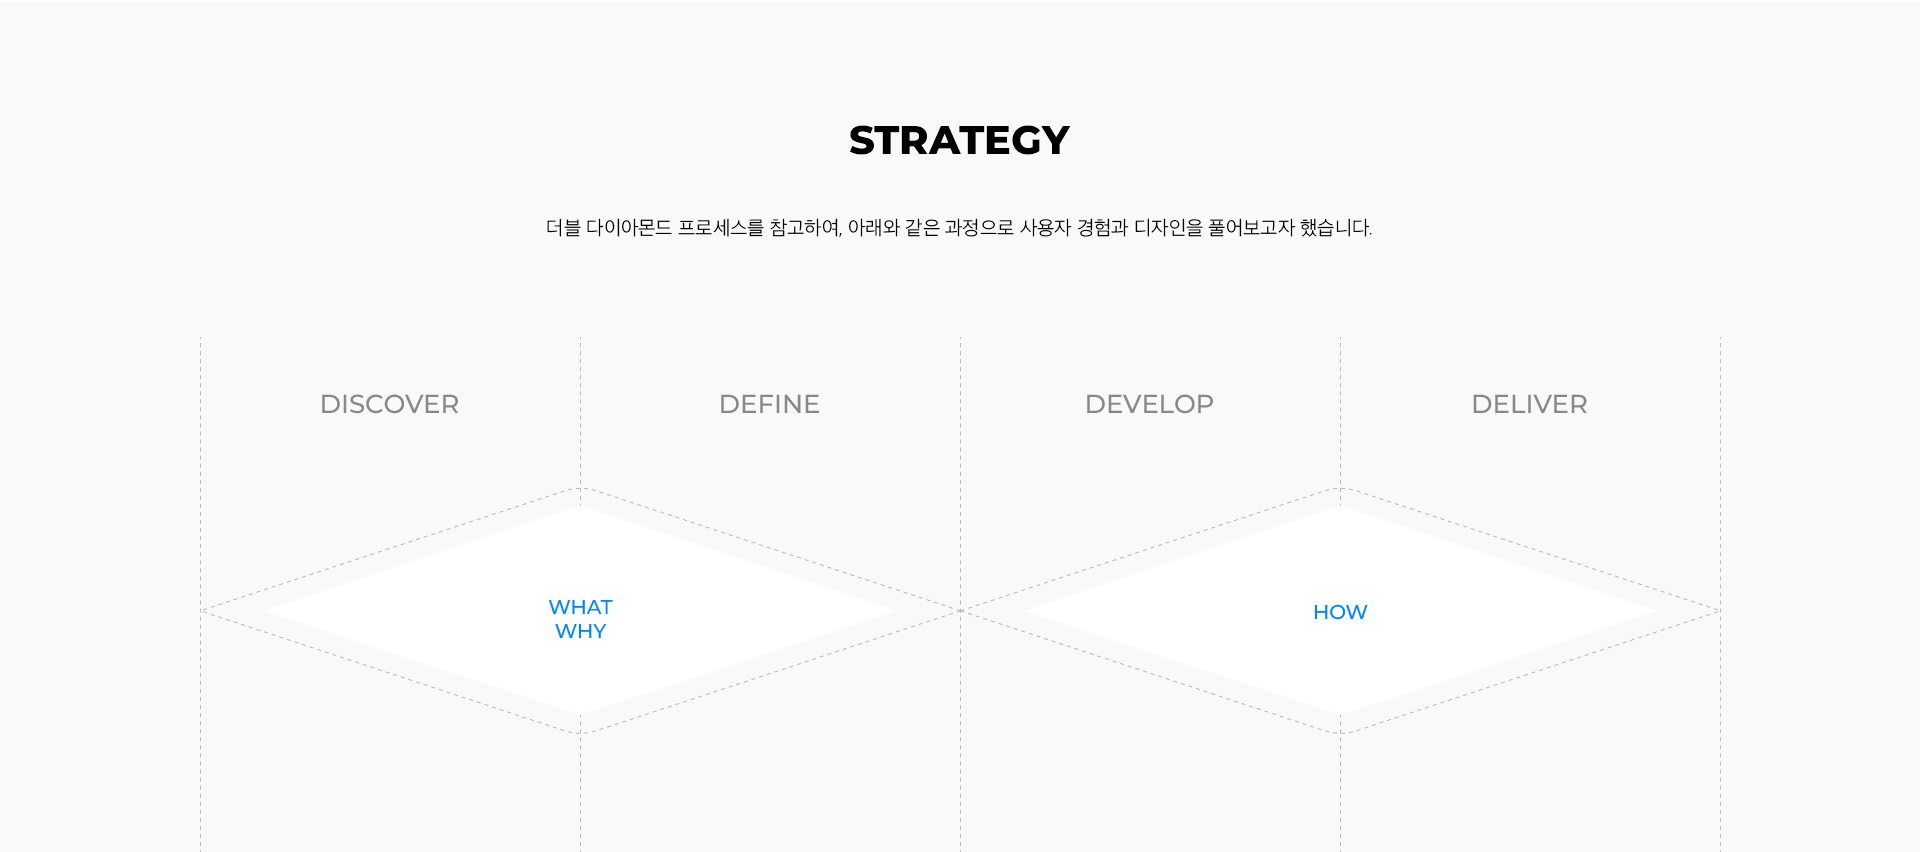 STRATEGY
더블 다이아몬드 프로세스를 참고하여, 아래와 같은 과정으로 사용자 경험과 디자인을 풀어보고자 했습니다.
DISCOVER
DEFINE
DEVELOP
DELIVER
WHAT
WHY
HOW